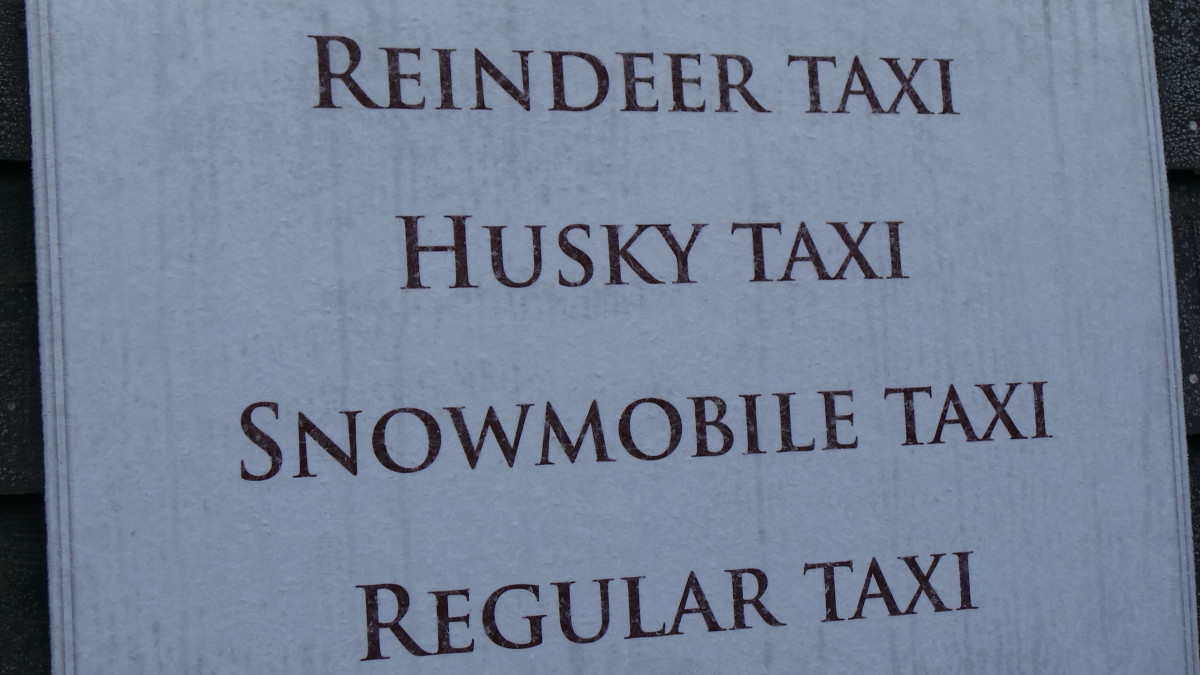 REINDEER TAXI
HUSKY TAXI
SNOWMOBILE TAXI
REGULAR TAXI